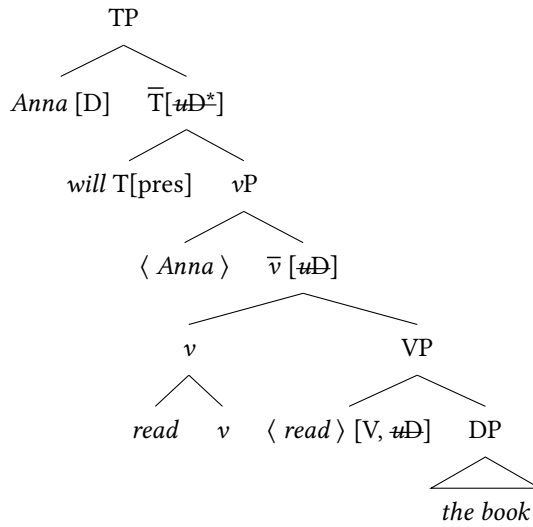 TP
Anna [D] T̅[uD*]
will T[pres] vP
⟨ Anna ⟩ v̅ [uD]
v VP
read v ⟨ read ⟩ [V, uD] DP
the book